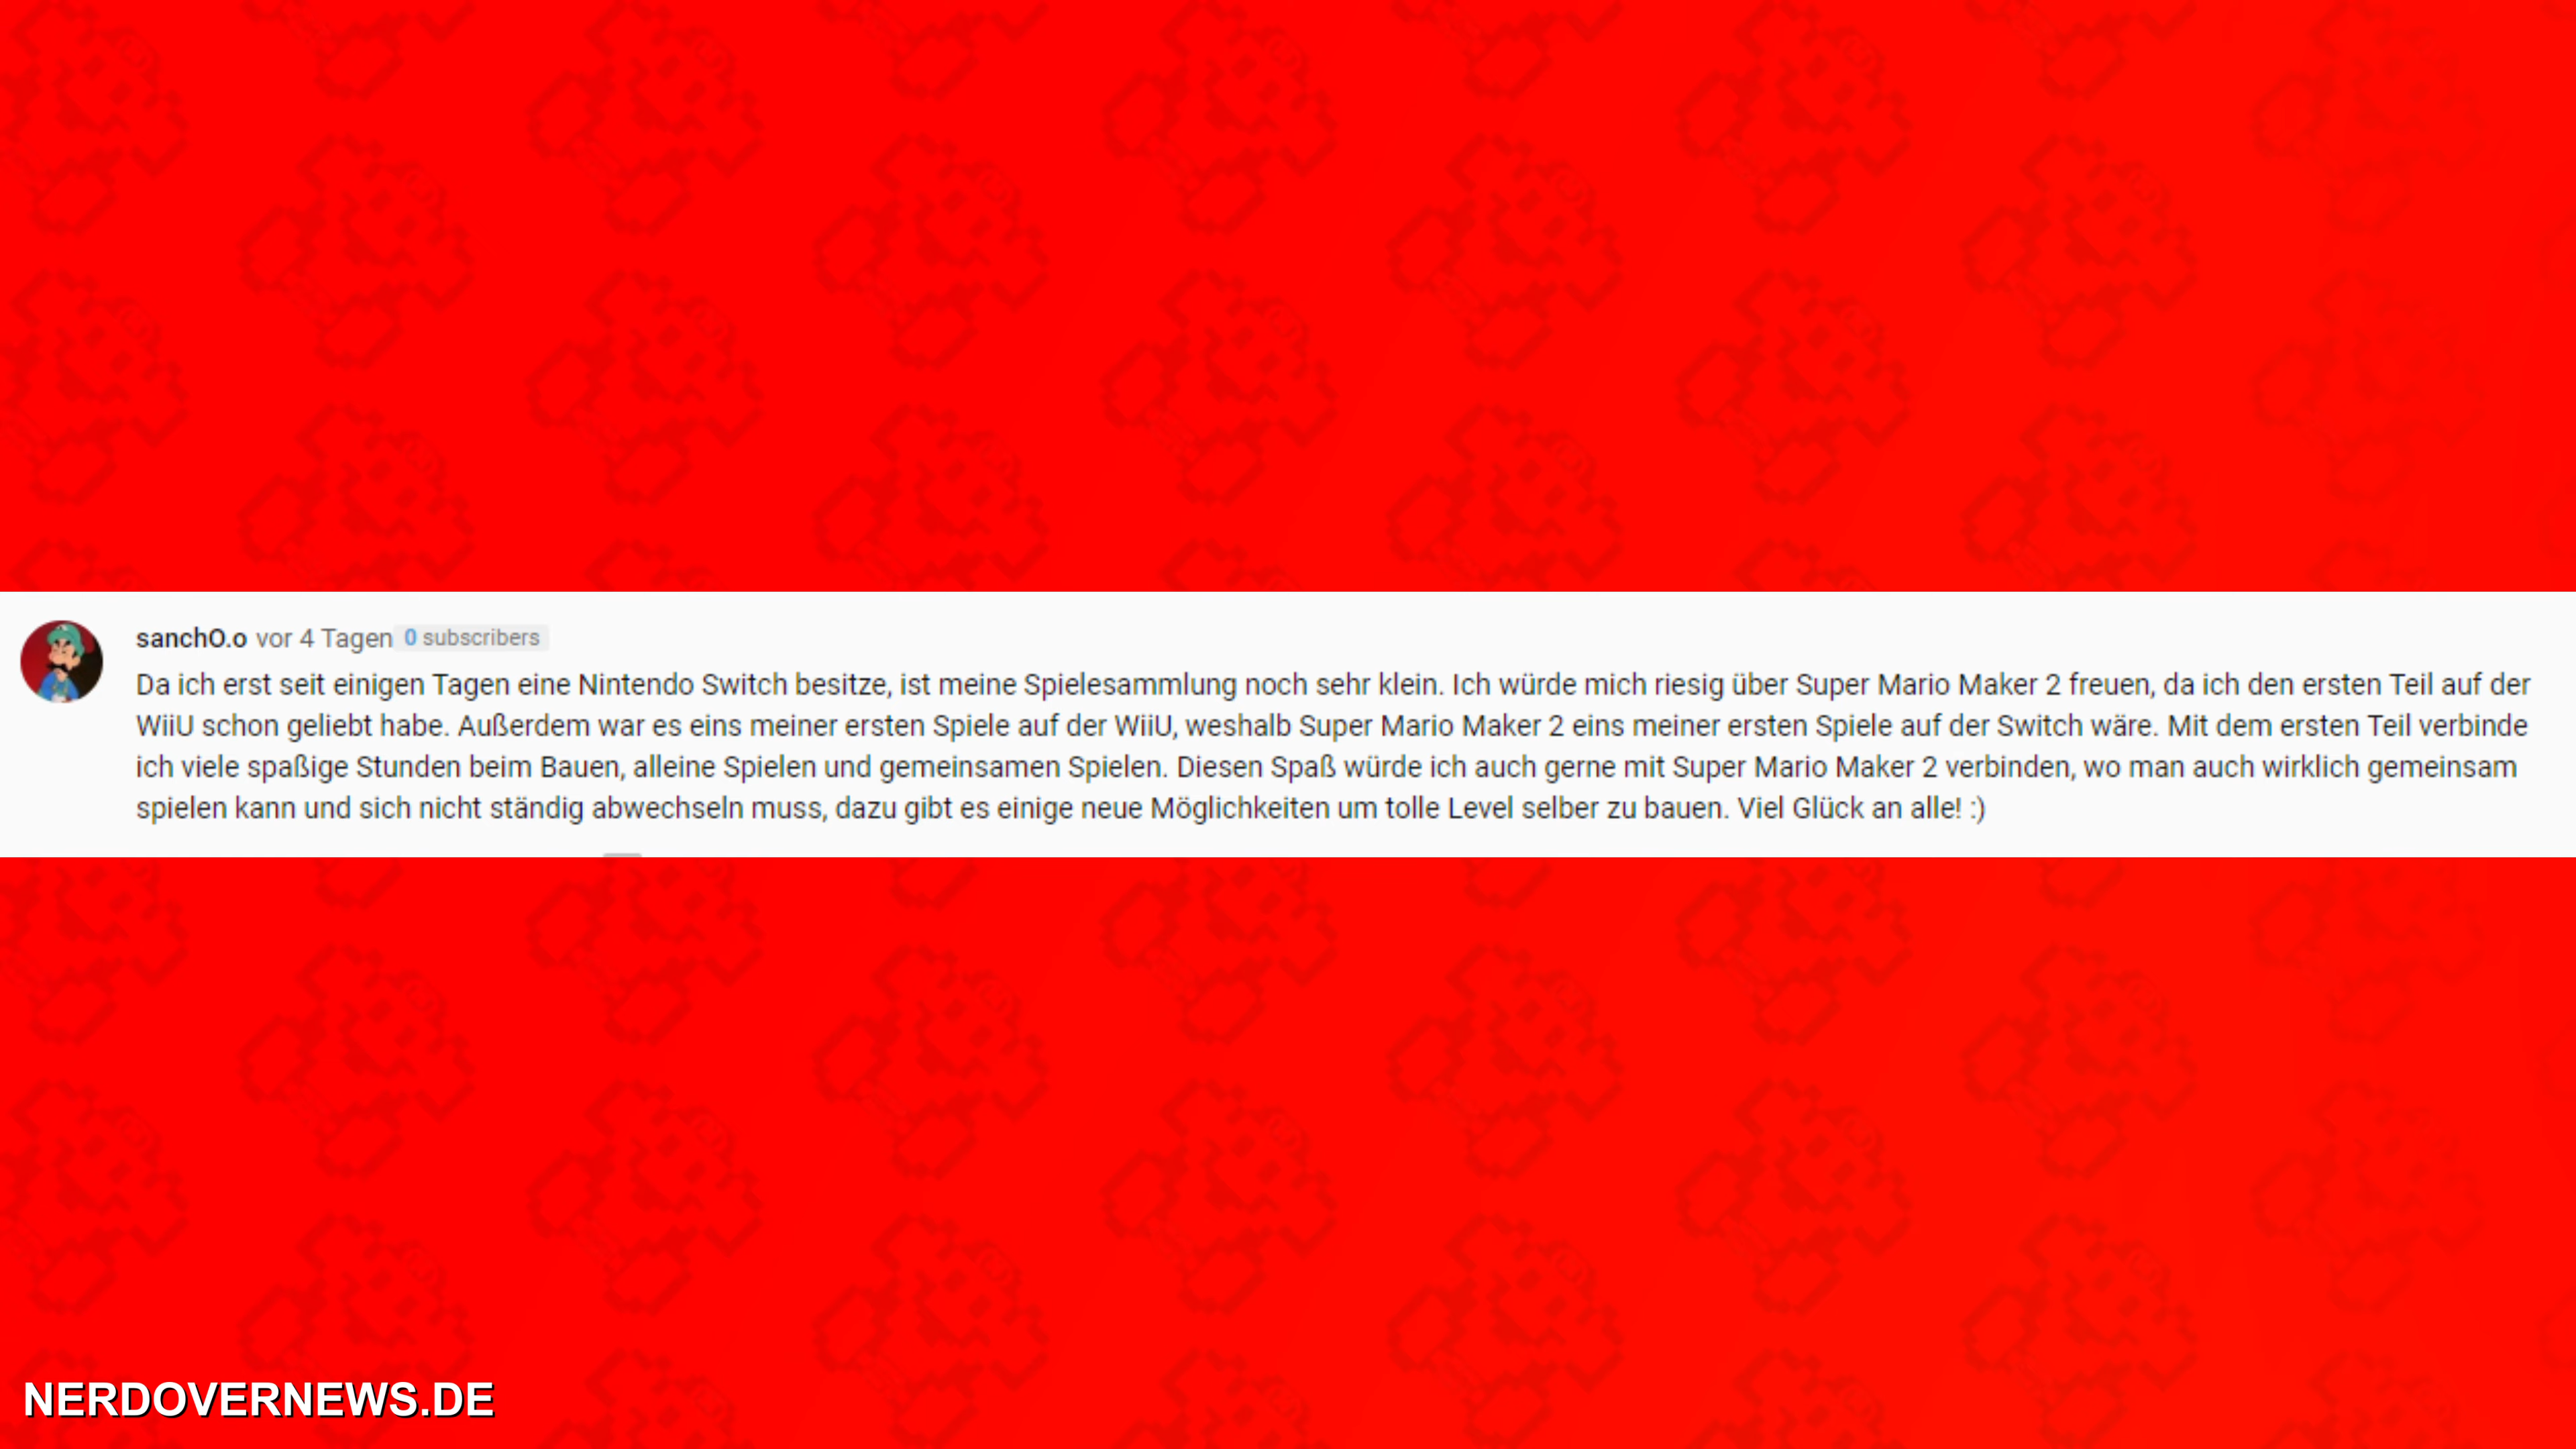 sanchO.o vor 4 Tagen 0 subscribers
Da ich erst seit einigen Tagen eine Nintendo Switch besitze, ist meine Spielesammlung noch sehr klein. Ich würde mich riesig über Super Mario Maker 2 freuen, da ich den ersten Teil auf der
WiiU schon geliebt habe. Außerdem war es eins meiner ersten Spiele auf der WiiU, weshalb Super Mario Maker 2 eins meiner ersten Spiele auf der Switch wäre. Mit dem ersten Teil verbinde
ich viele spaßige Stunden beim Bauen, alleine Spielen und gemeinsamen Spielen. Diesen Spaß würde ich auch gerne mit Super Mario Maker 2 verbinden, wo man auch wirklich gemeinsam
spielen kann und sich nicht ständig abwechseln muss, dazu gibt es einige neue Möglichkeiten um tolle Level selber zu bauen. Viel Glück an alle! :)
NERDOVERNEWS.DE